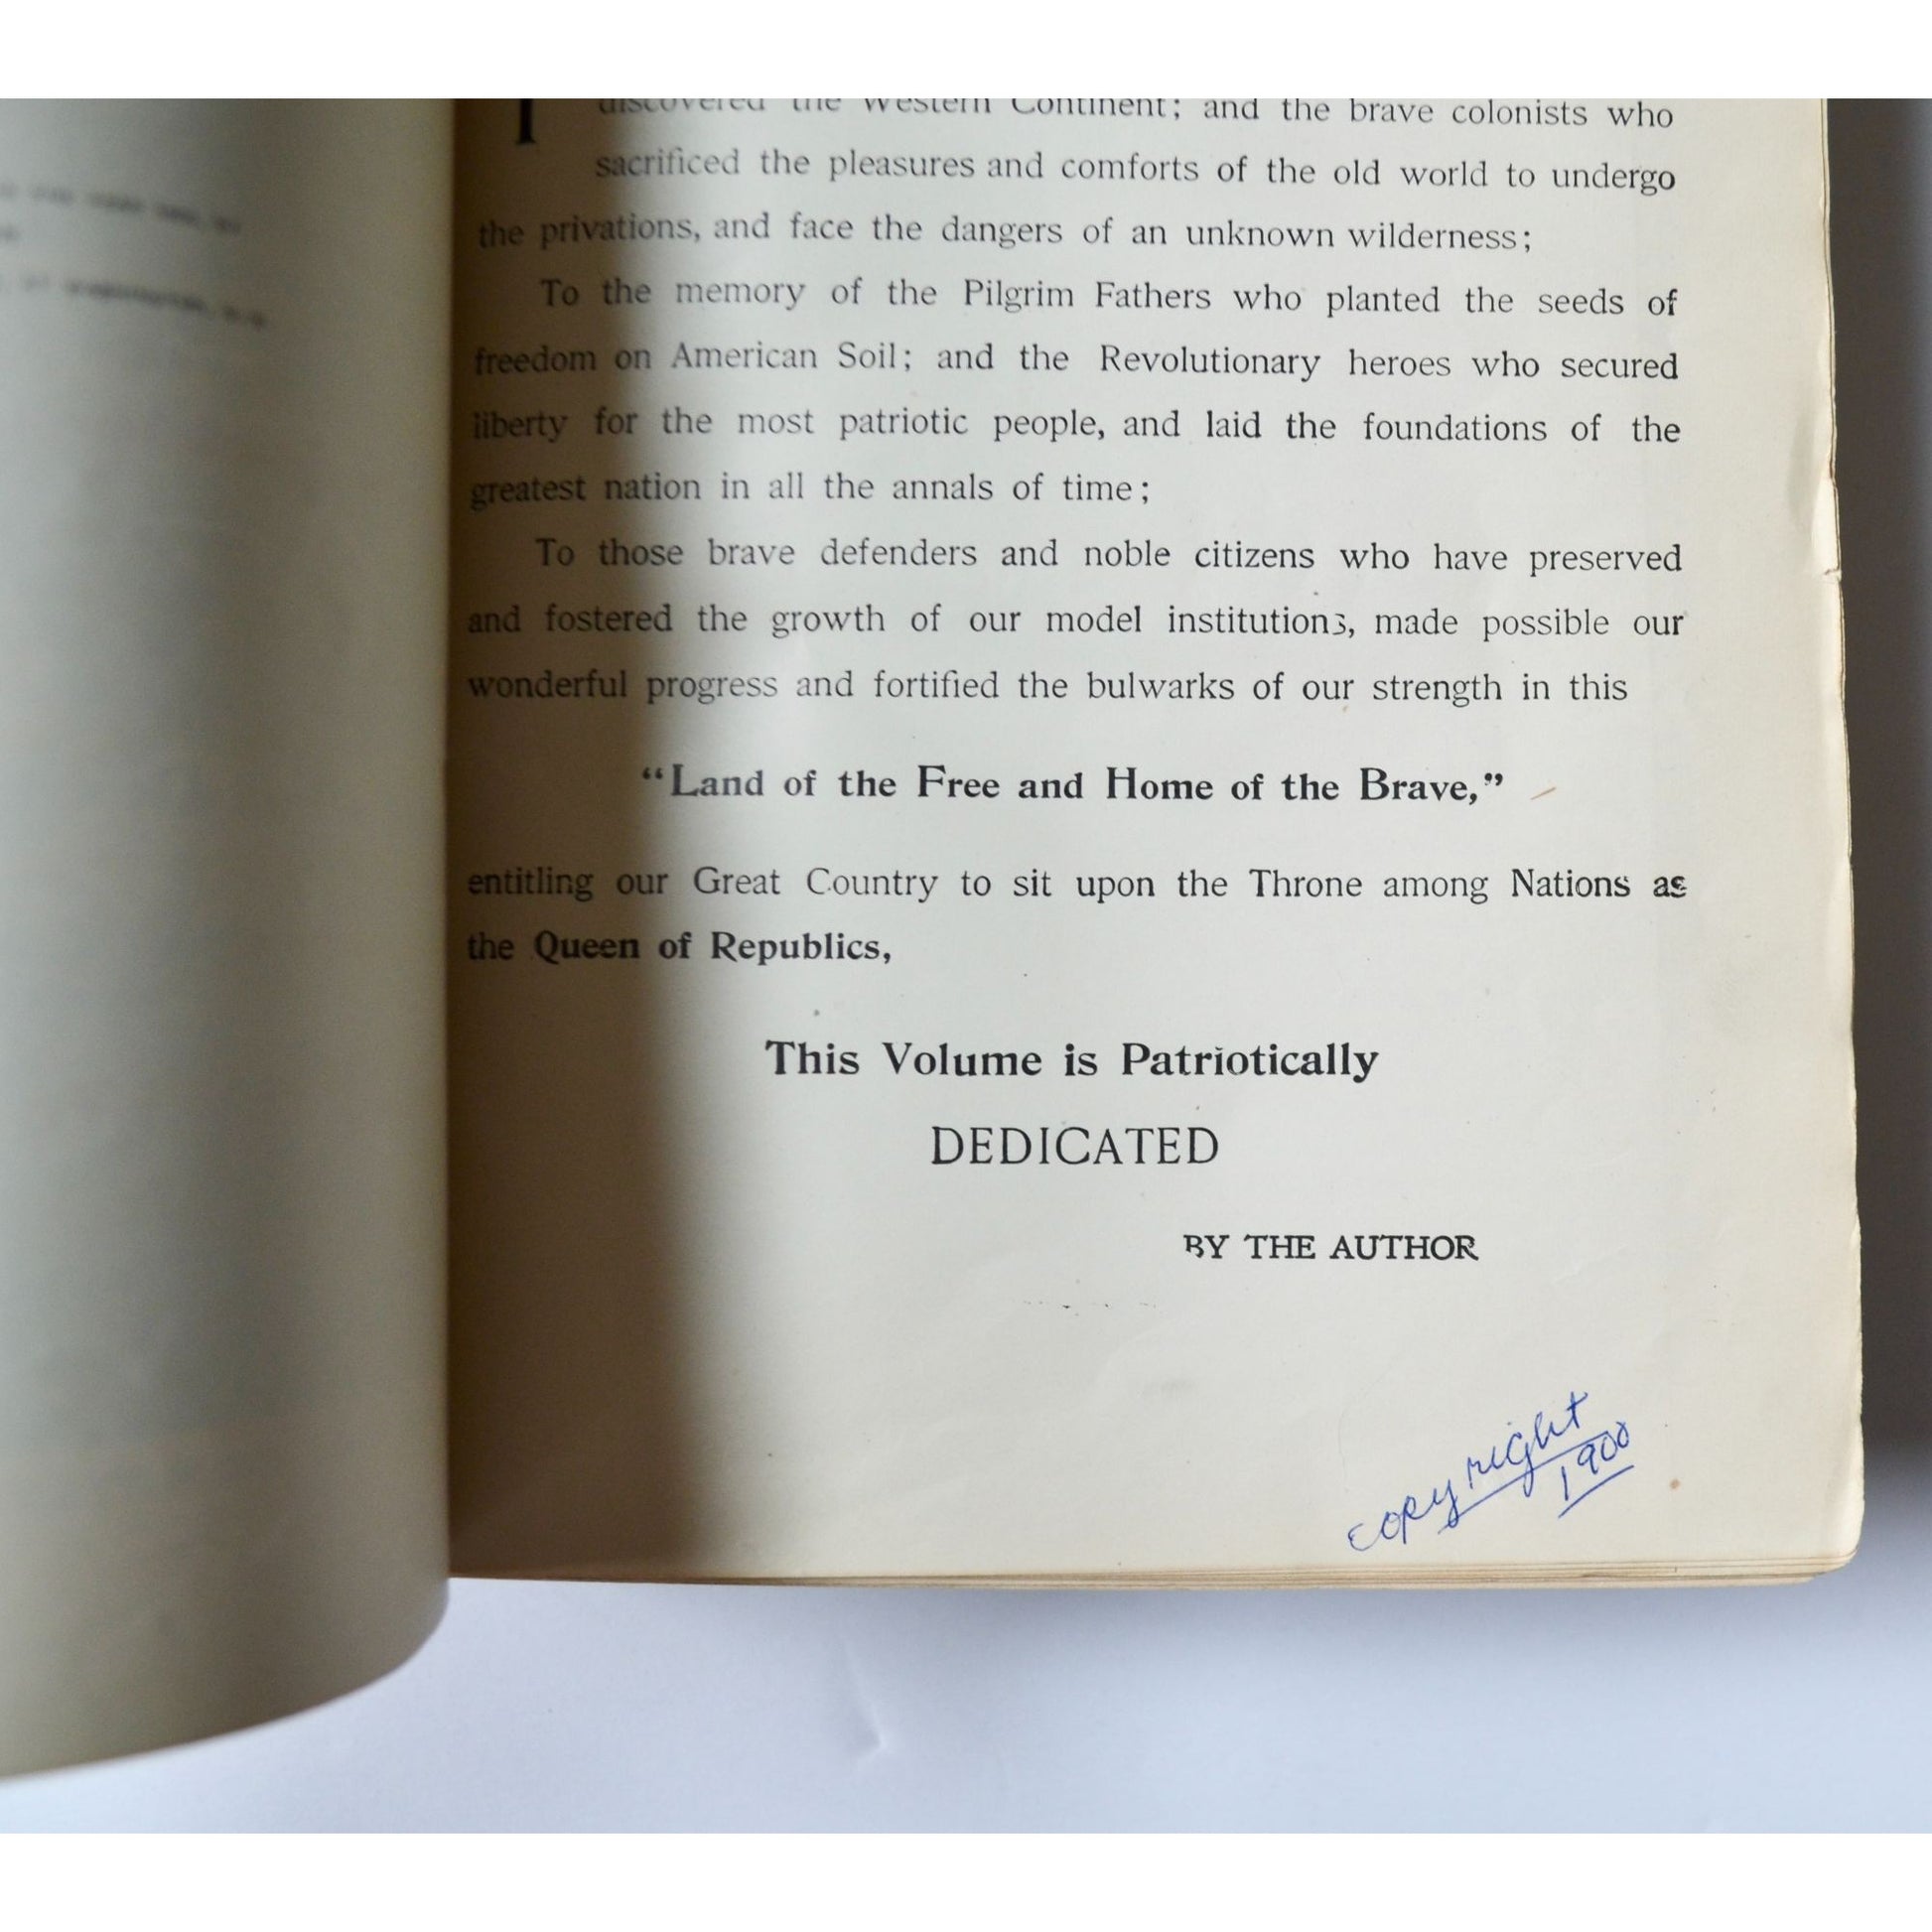 discovered the Western Continent; and the brave colonists who
sacrificed the pleasures and comforts of the old world to undergo
the privations, and face the dangers of an unknown wilderness;
To the memory of the Pilgrim Fathers who planted the seeds of
freedom on American Soil; and the Revolutionary heroes who secured
liberty for the most patriotic people, and laid the foundations of the
greatest nation in all the annals of time;
To those brave defenders and noble citizens who have preserved
and fostered the growth of our model institutions, made possible our
wonderful progress and fortified the bulwarks of our strength in this
“Land of the Free and Home of the Brave,”
entitling our Great Country to sit upon the Throne among Nations as
the Queen of Republics,
This Volume is Patriotically
DEDICATED
BY THE AUTHOR
copyright
1900